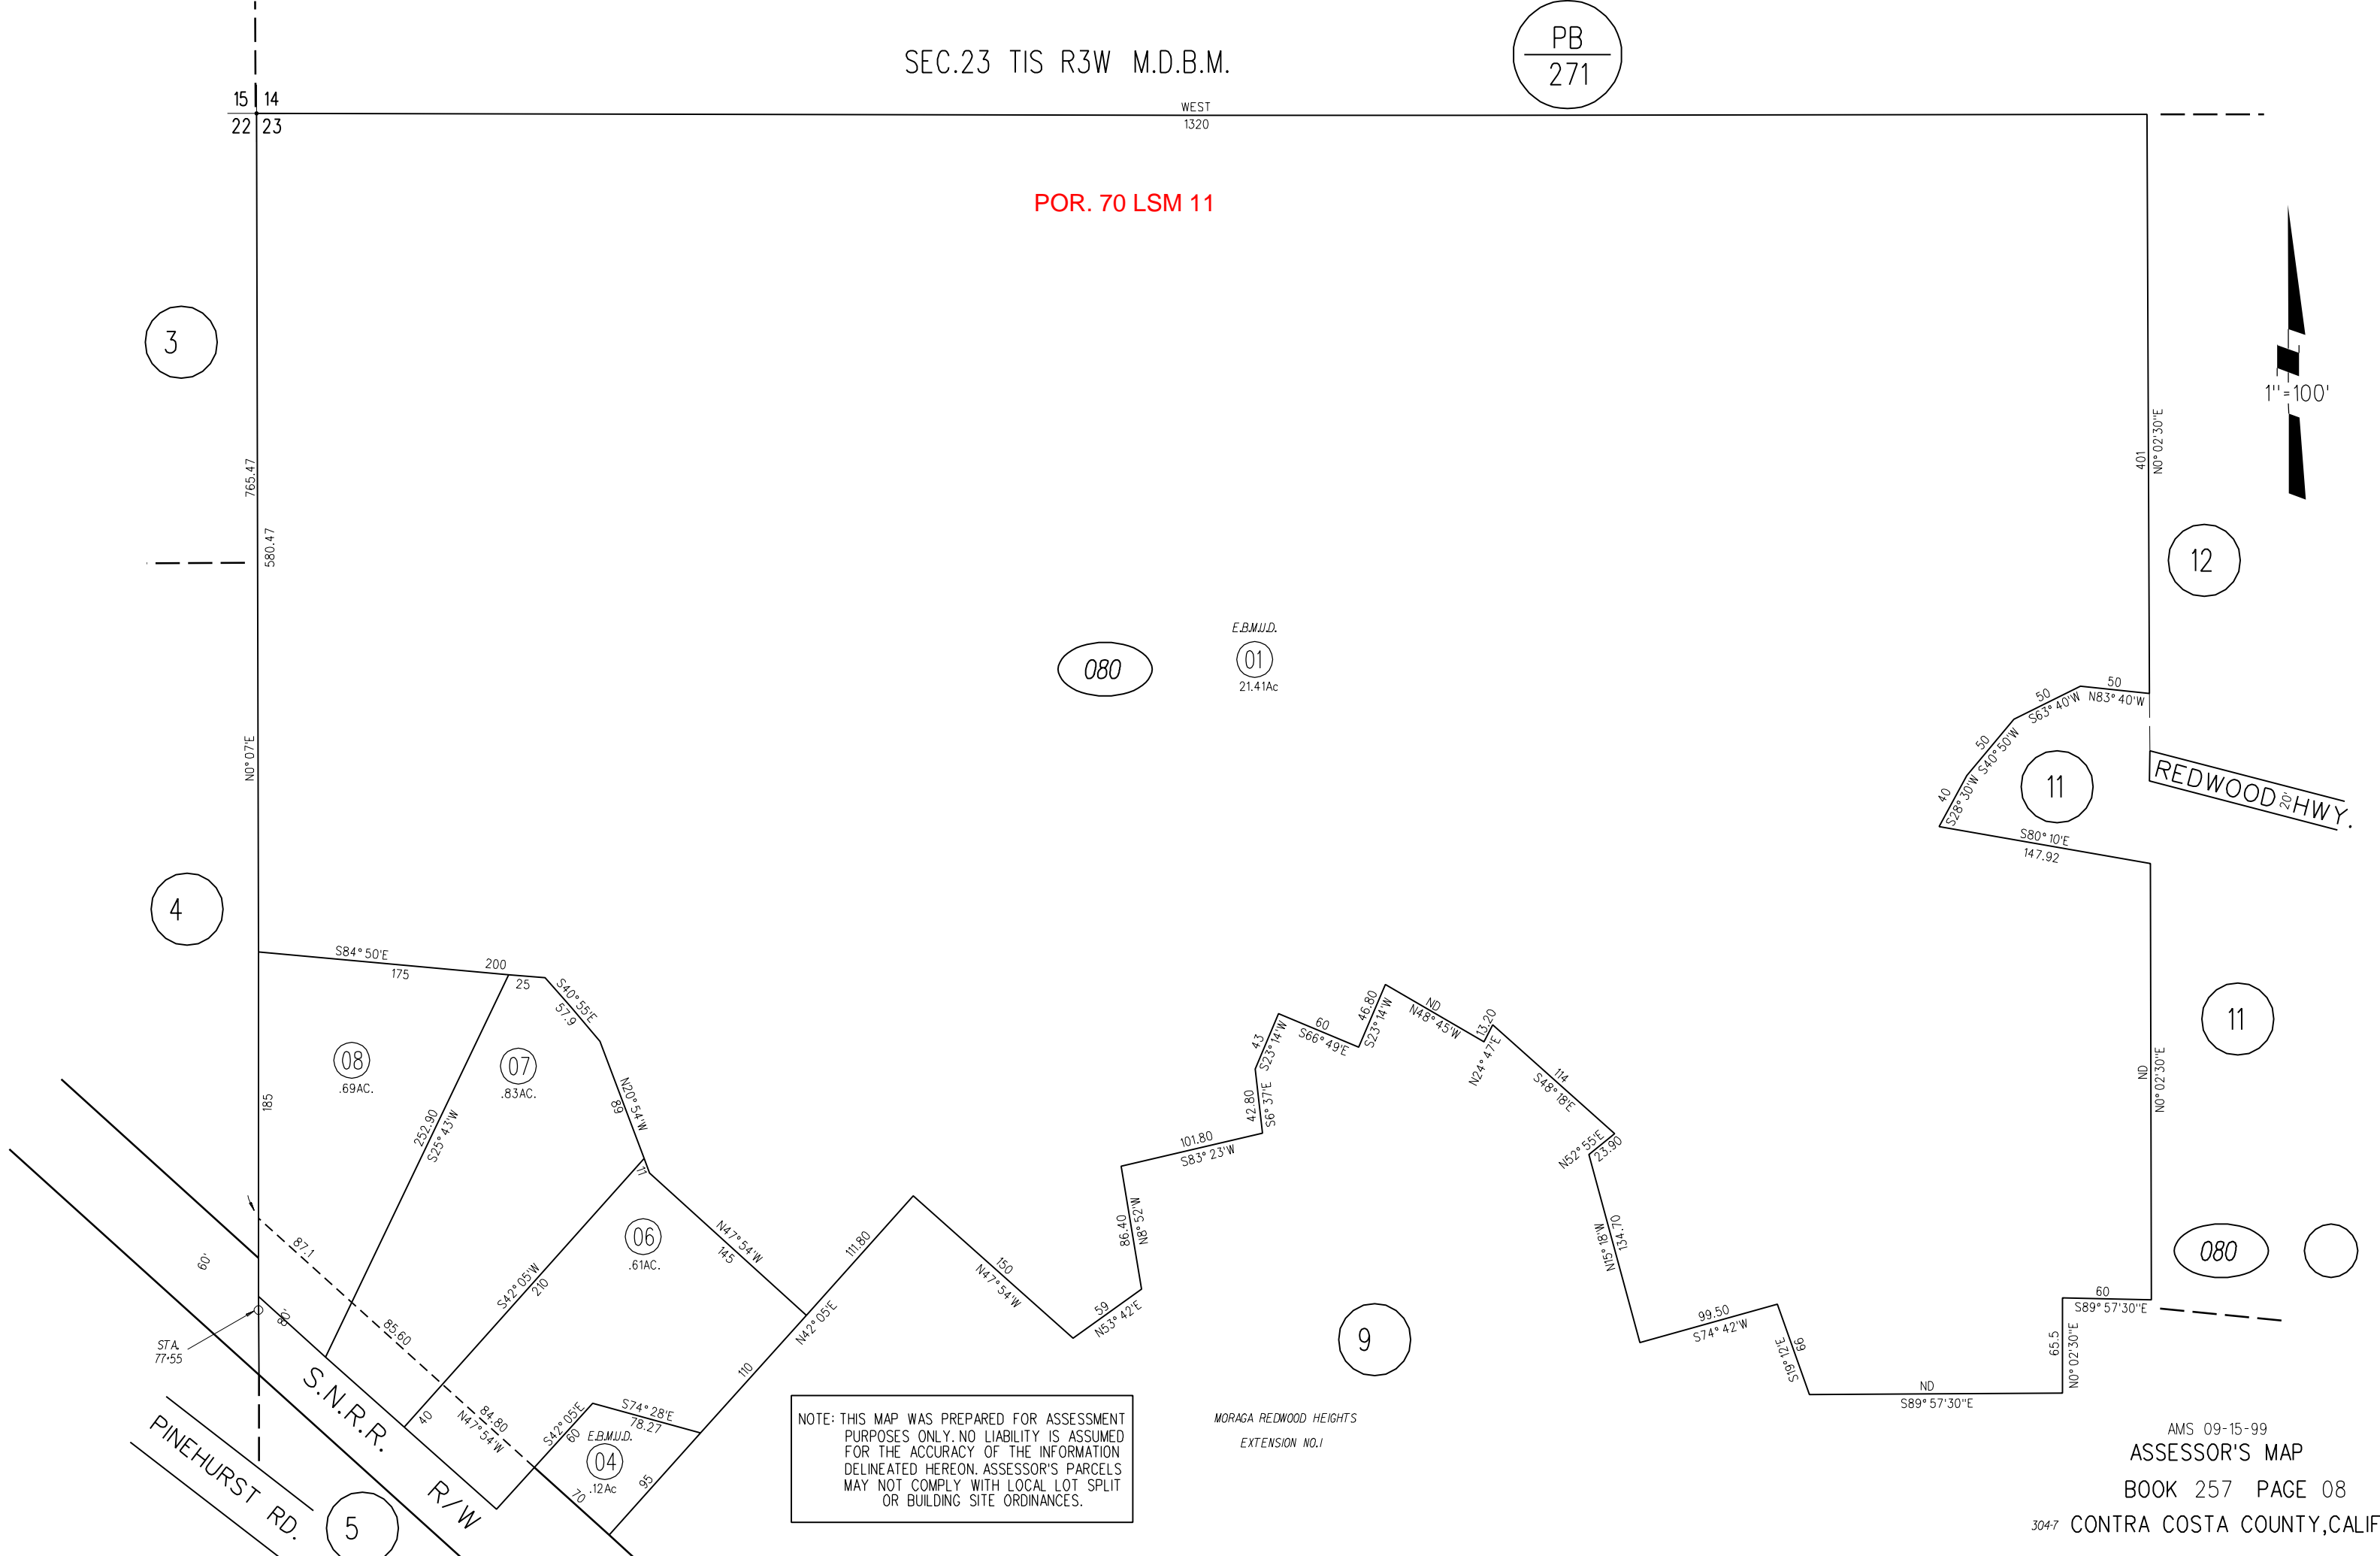 SEC.23 T1S R3W M.D.B.M.
PB
271
15 14
22 23
WEST
1320
POR. 70 LSM 11
3
765.47
580.47
N0°07'E
401
N0°02'30"E
1"=100'
12
E.B.M.U.D.
080
01
21.41Ac
50
N83°40'W
50
S63°40'W
50
S40°50'W
40
S28°30'W
11
REDWOOD HWY.
20'
S80°10'E
147.92
4
S84°50'E
200
175
25
S40°55'E
57.9
08
.69AC.
07
.83AC.
252.90
S25°43'W
185
N20°54'W
89
11
06
.61AC.
S42°05'W
210
N47°54'W
145
111.80
N42°05'E
150
N47°54'W
59
N53°42'E
86.40
N8°52'W
101.80
S83°23'W
42.80
S6°37'E
43
S23°14'W
60
S66°49'E
46.80
S23°14'W
ND
N48°45'W
13.20
N24°47'E
114
S48°18'E
N52°55'E
23.90
134.70
N15°18'W
99.50
S74°42'W
66
S19°12'E
ND
S89°57'30"E
65.5
N0°02'30"E
60
S89°57'30"E
ND
N0°02'30"E
11
080
60'
87.1
85.60
84.80
N47°54'W
80'
STA.
77+55
S.N.R.R. R/W
PINEHURST RD.
5
40
S42°05'E
60
S74°28'E
78.27
E.B.M.U.D.
04
.12Ac
110
95
70
9
NOTE: THIS MAP WAS PREPARED FOR ASSESSMENT
PURPOSES ONLY. NO LIABILITY IS ASSUMED
FOR THE ACCURACY OF THE INFORMATION
DELINEATED HEREON. ASSESSOR'S PARCELS
MAY NOT COMPLY WITH LOCAL LOT SPLIT
OR BUILDING SITE ORDINANCES.
MORAGA REDWOOD HEIGHTS
EXTENSION NO.1
AMS 09-15-99
ASSESSOR'S MAP
BOOK 257 PAGE 08
304-7 CONTRA COSTA COUNTY,CALIF